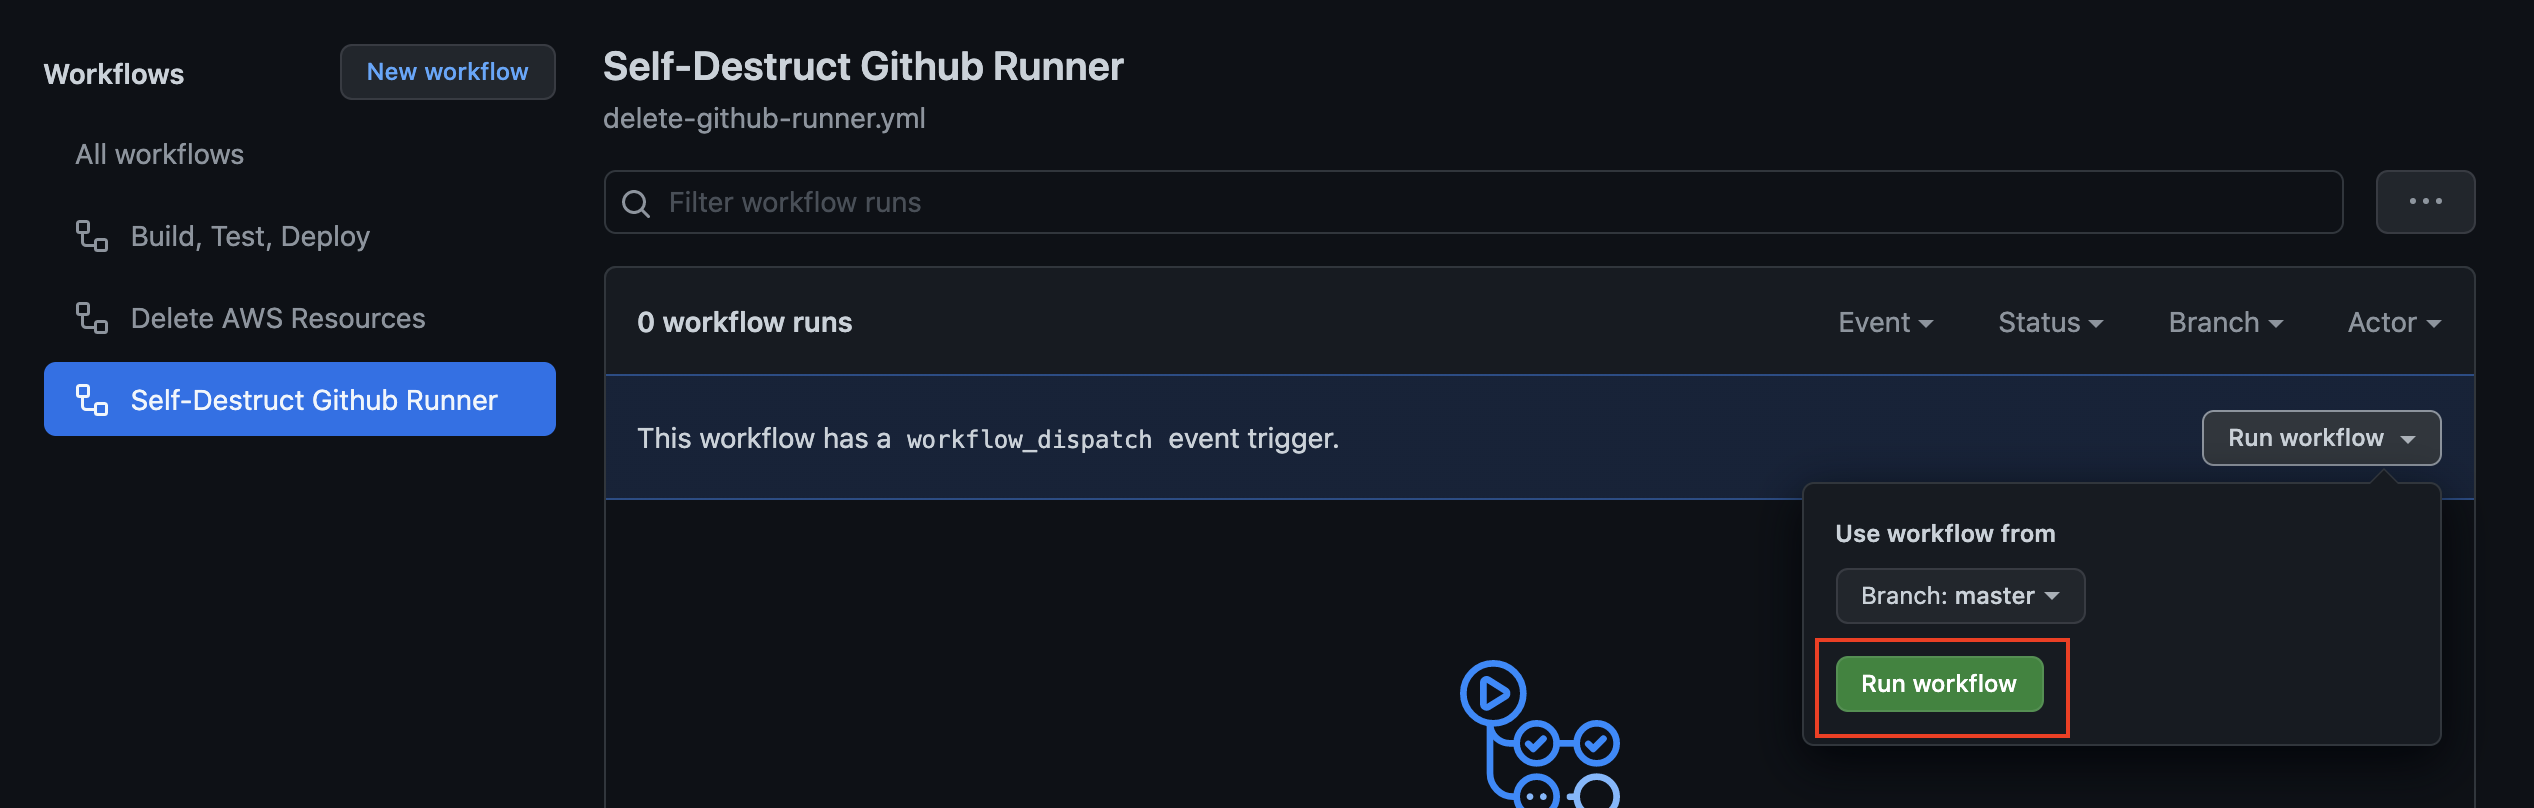 Workflows
New workflow
All workflows
Build, Test, Deploy
Delete AWS Resources
Self-Destruct Github Runner
Self-Destruct Github Runner
delete-github-runner.yml
Filter workflow runs
0 workflow runs
Event
Status
Branch
Actor
This workflow has a workflow_dispatch event trigger.
Run workflow
Use workflow from
Branch: master
Run workflow